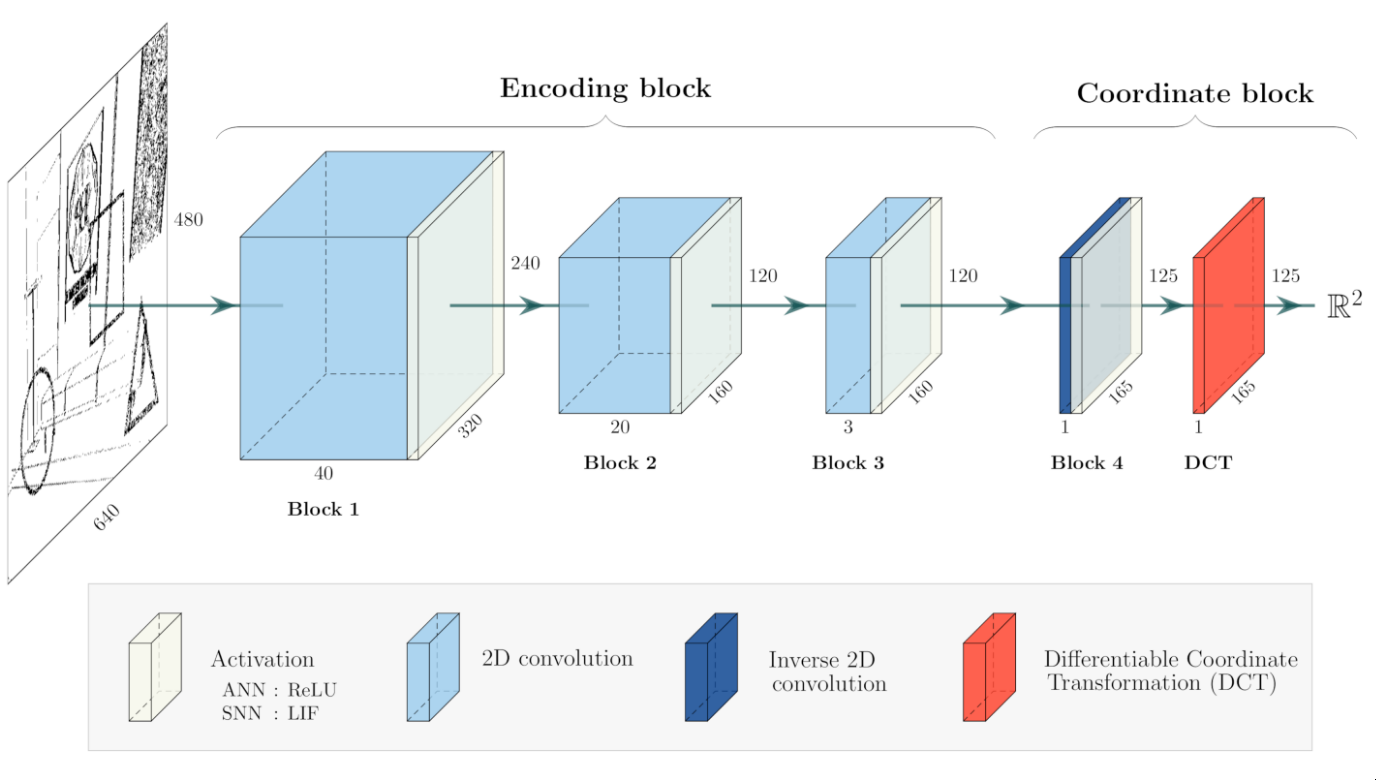 Encoding block
Coordinate block
480
640
240
320
40
Block 1
120
160
20
Block 2
120
160
3
Block 3
125
165
1
Block 4
125
165
1
DCT
ℝ²
Activation
ANN : ReLU
SNN : LIF
2D convolution
Inverse 2D
convolution
Differentiable Coordinate
Transformation (DCT)